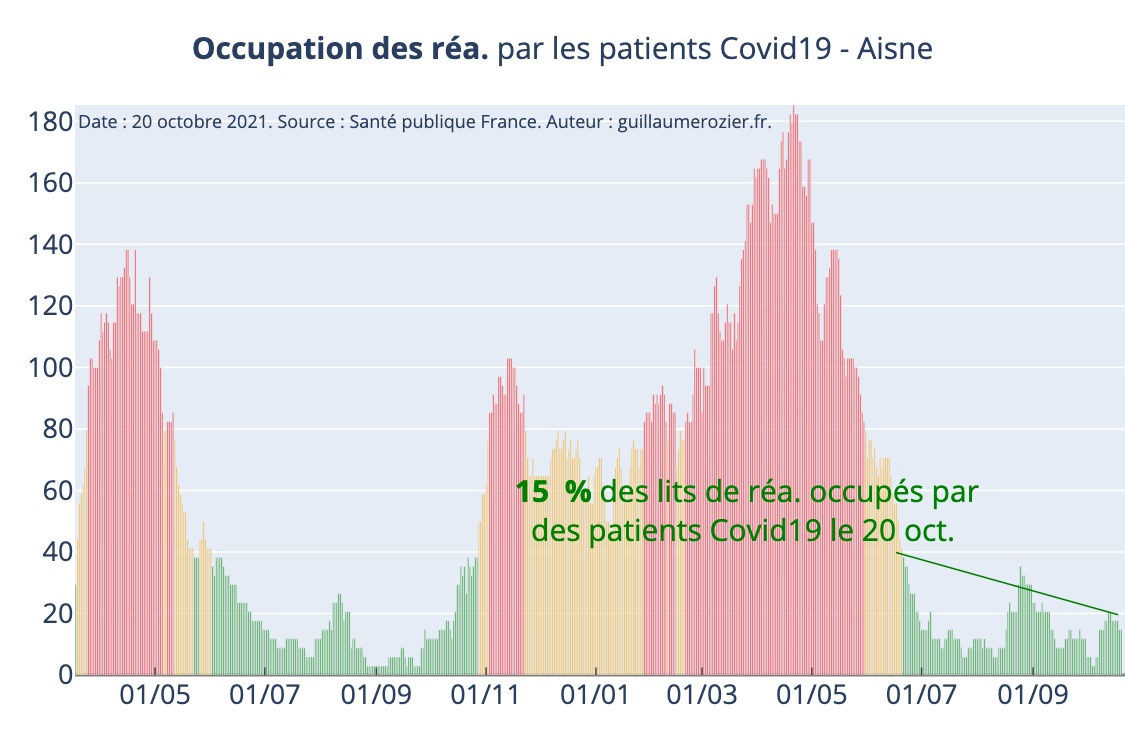 Occupation des réa. par les patients Covid19 - Aisne
Date : 20 octobre 2021. Source : Santé publique France. Auteur : guillaumerozier.fr.
180
160
140
120
100
80
60
40
20
0
15 % des lits de réa. occupés par
des patients Covid19 le 20 oct.
01/05 01/07 01/09 01/11 01/01 01/03 01/05 01/07 01/09